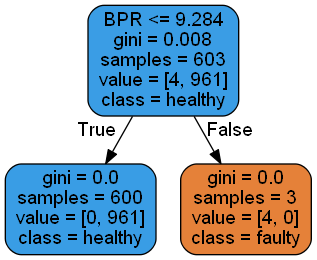 BPR <= 9.284
gini = 0.008
samples = 603
value = [4, 961]
class = healthy
True
False
gini = 0.0
samples = 600
value = [0, 961]
class = healthy
gini = 0.0
samples = 3
value = [4, 0]
class = faulty